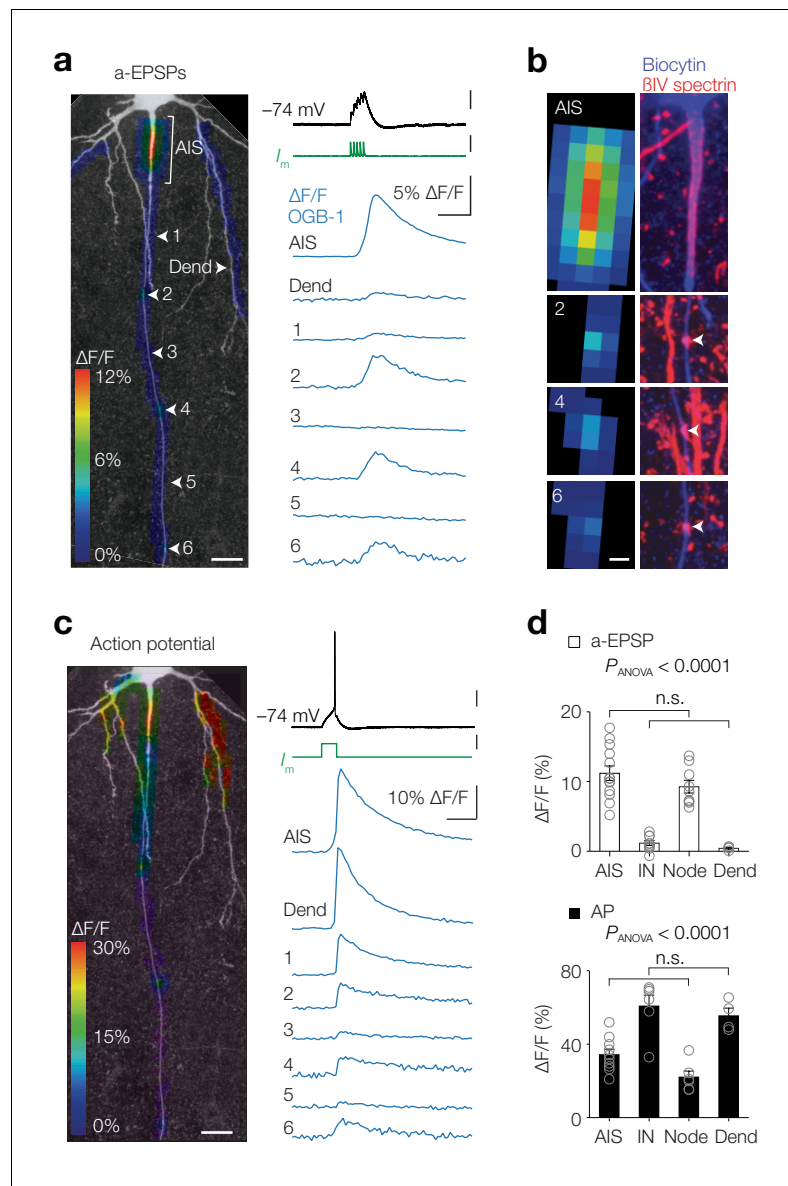 a
a-EPSPs
AIS
1
Dend
2
3
4
5
6
ΔF/F
12%
6%
0%
–74 mV
Im
ΔF/F
OGB-1
5% ΔF/F
AIS
Dend
1
2
3
4
5
6
b
Biocytin
βIV spectrin
AIS
2
4
6
c
Action potential
ΔF/F
30%
15%
0%
–74 mV
Im
10% ΔF/F
AIS
Dend
1
2
3
4
5
6
d
a-EPSP
PANOVA < 0.0001
n.s.
ΔF/F (%)
20
10
0
AIS IN Node Dend
AP
PANOVA < 0.0001
n.s.
ΔF/F (%)
80
40
0
AIS IN Node Dend